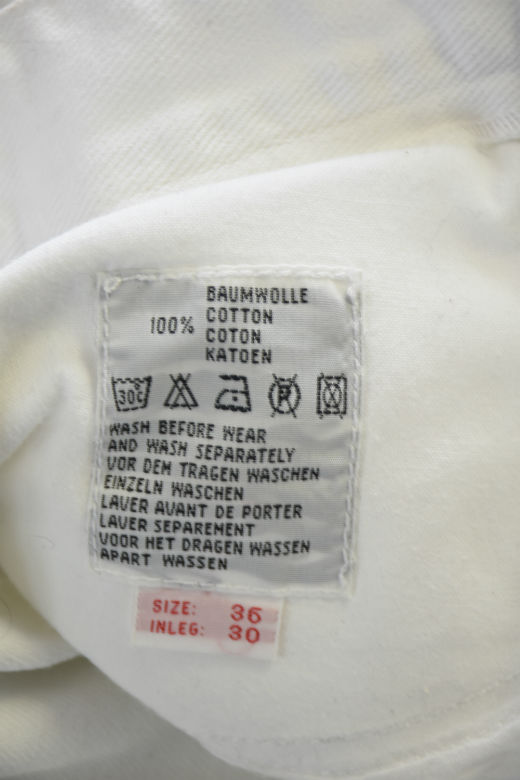 100%
BAUMWOLLE
COTTON
COTON
KATOEN
30C P
WASH BEFORE WEAR
AND WASH SEPARATELY
VOR DEM TRAGEN WASCHEN
EINZELN WASCHEN
LAVER AVANT DE PORTER
LAVER SEPAREMENT
VOOR HET DRAGEN WASSEN
APART WASSEN
SIZE: 36
INLEG: 30